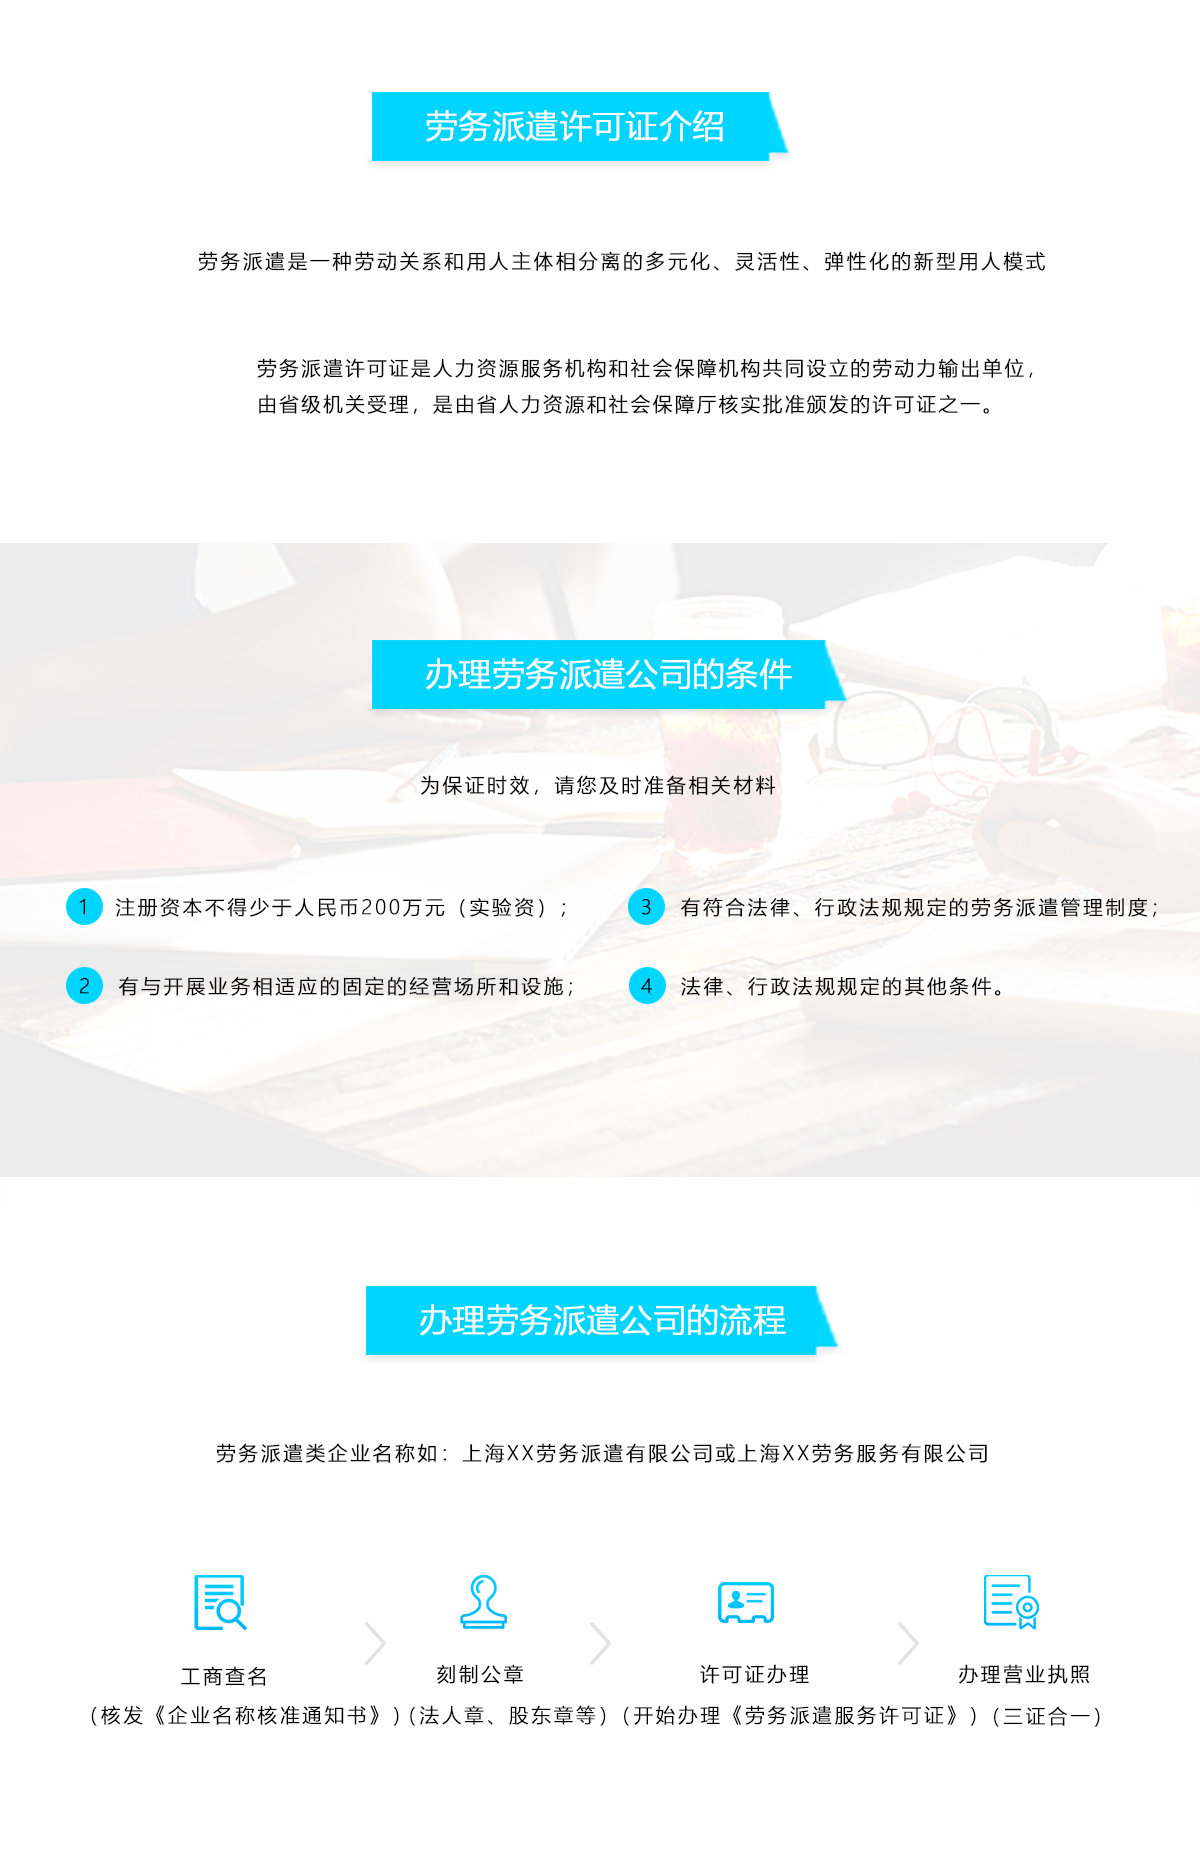 劳务派遣许可证介绍
劳务派遣是一种劳动关系和用人主体相分离的多元化、灵活性、弹性化的新型用人模式
劳务派遣许可证是人力资源服务机构和社会保障机构共同设立的劳动力输出单位，
由省级机关受理，是由省人力资源和社会保障厅核实批准颁发的许可证之一。
办理劳务派遣公司的条件
为保证时效，请您及时准备相关材料
1 注册资本不得少于人民币200万元（实验资）；
2 有与开展业务相适应的固定的经营场所和设施；
3 有符合法律、行政法规规定的劳务派遣管理制度；
4 法律、行政法规规定的其他条件。
办理劳务派遣公司的流程
劳务派遣类企业名称如：上海XX劳务派遣有限公司或上海XX劳务服务有限公司
工商查名
（核发《企业名称核准通知书》）
刻制公章
（法人章、股东章等）
许可证办理
（开始办理《劳务派遣服务许可证》）
办理营业执照
（三证合一）